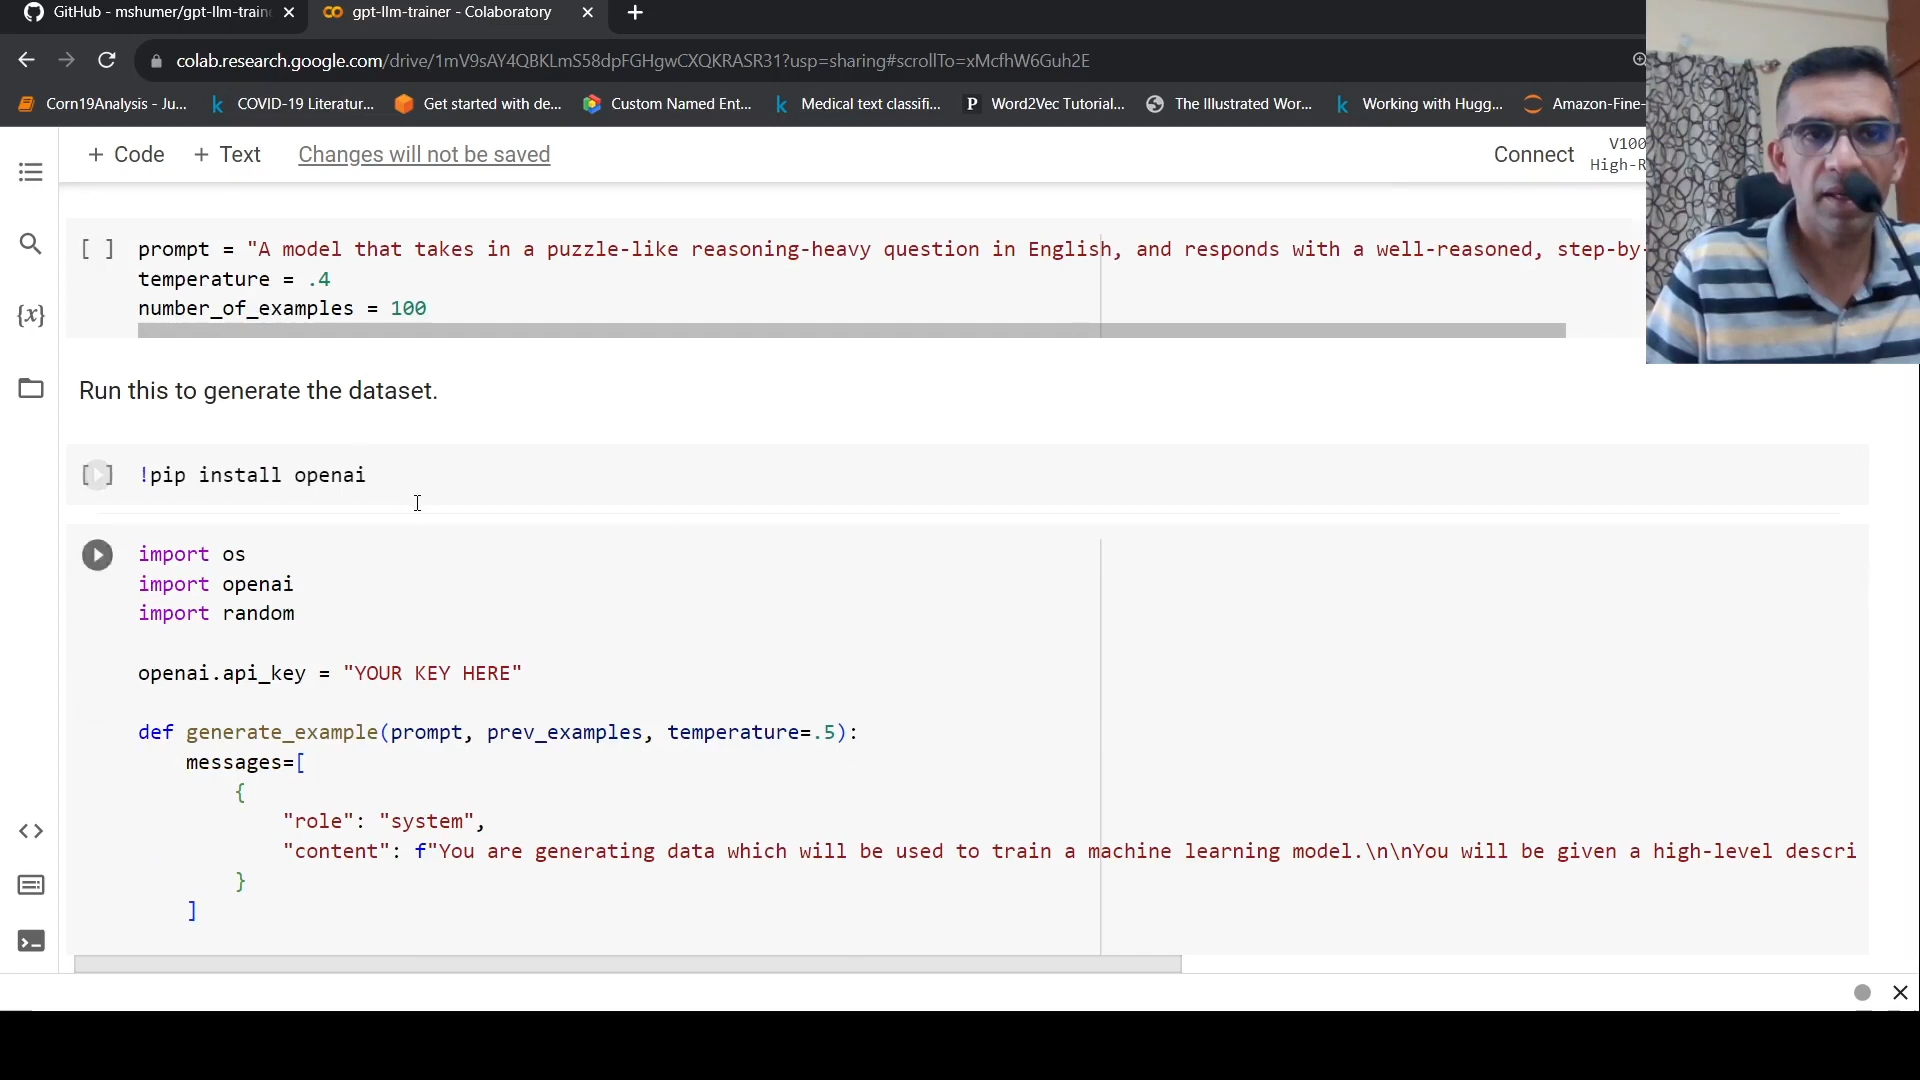 GitHub - mshumer/gpt-llm-traine
gpt-llm-trainer - Colaboratory
colab.research.google.com/drive/1mV9sAY4QBKLmS58dpFGHgwCXQKRASR31?usp=sharing#scrollTo=xMcfhW6Guh2E
Corn19Analysis - Ju...
COVID-19 Literatur...
Get started with de...
Custom Named Ent...
Medical text classifi...
Word2Vec Tutorial...
The Illustrated Wor...
Working with Hugg...
Amazon-Fine-
+ Code + Text Changes will not be saved
Connect
V100
High-R
[ ] prompt = "A model that takes in a puzzle-like reasoning-heavy question in English, and responds with a well-reasoned, step-by-
temperature = .4
number_of_examples = 100
Run this to generate the dataset.
[ ] !pip install openai
import os
import openai
import random
openai.api_key = "YOUR KEY HERE"
def generate_example(prompt, prev_examples, temperature=.5):
messages=[
{
"role": "system",
"content": f"You are generating data which will be used to train a machine learning model.\n\nYou will be given a high-level descri
}
]